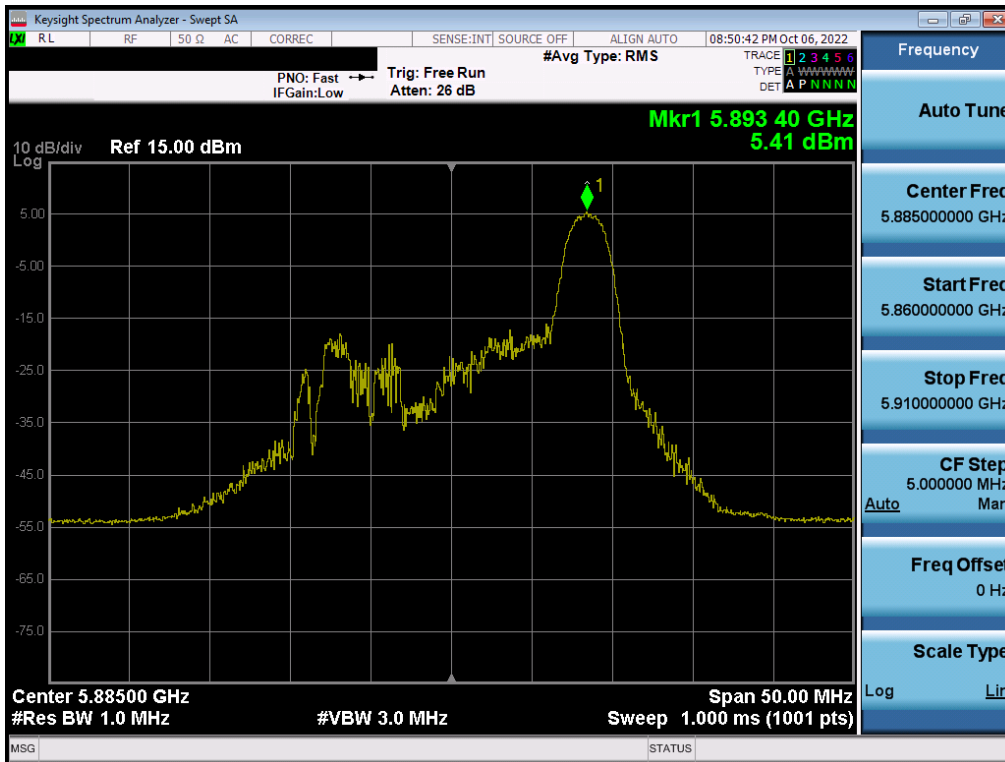 Keysight Spectrum Analyzer - Swept SA
LXI RL RF 50 Ω AC CORREC SENSE:INT SOURCE OFF ALIGN AUTO 08:50:42 PM Oct 06, 2022
#Avg Type: RMS
PNO: Fast
IFGain:Low
Trig: Free Run
Atten: 26 dB
TRACE 1 2 3 4 5 6
TYPE A WWWWW
DET A P N N N N
Mkr1 5.893 40 GHz
5.41 dBm
10 dB/div Ref 15.00 dBm
Log
1
5.00
-5.00
-15.0
-25.0
-35.0
-45.0
-55.0
-65.0
-75.0
Center 5.88500 GHz Span 50.00 MHz
#Res BW 1.0 MHz #VBW 3.0 MHz Sweep 1.000 ms (1001 pts)
MSG STATUS
Frequency
Auto Tune
Center Freq
5.885000000 GHz
Start Freq
5.860000000 GHz
Stop Freq
5.910000000 GHz
CF Step
5.000000 MHz
Auto Man
Freq Offset
0 Hz
Scale Type
Log Lin